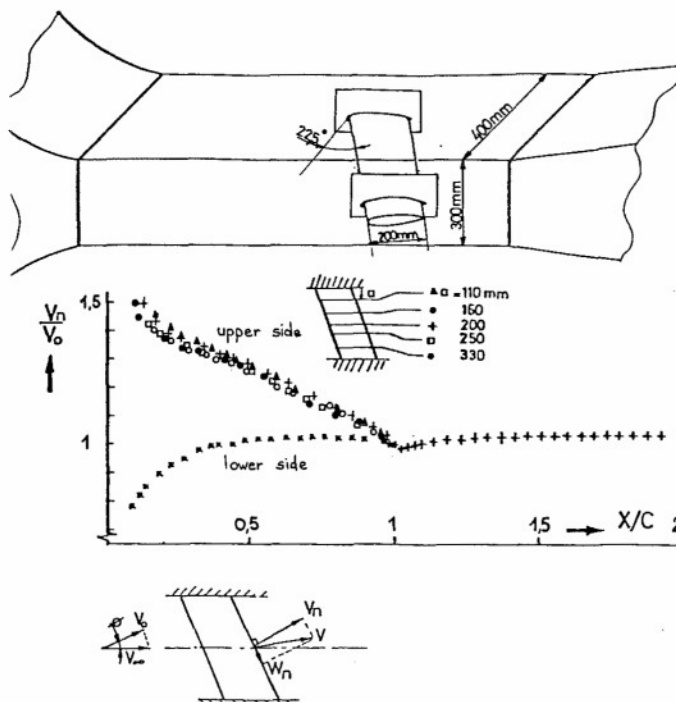 22,5°
400mm
300mm
200mm
Vn
Vo
1,5
1
upper side
lower side
a
▲ □ = 110 mm
● 160
+ 200
□ 250
● 330
0,5
1
1,5
X/C
2
Φ
Vo
V∞
Vn
V
Wn